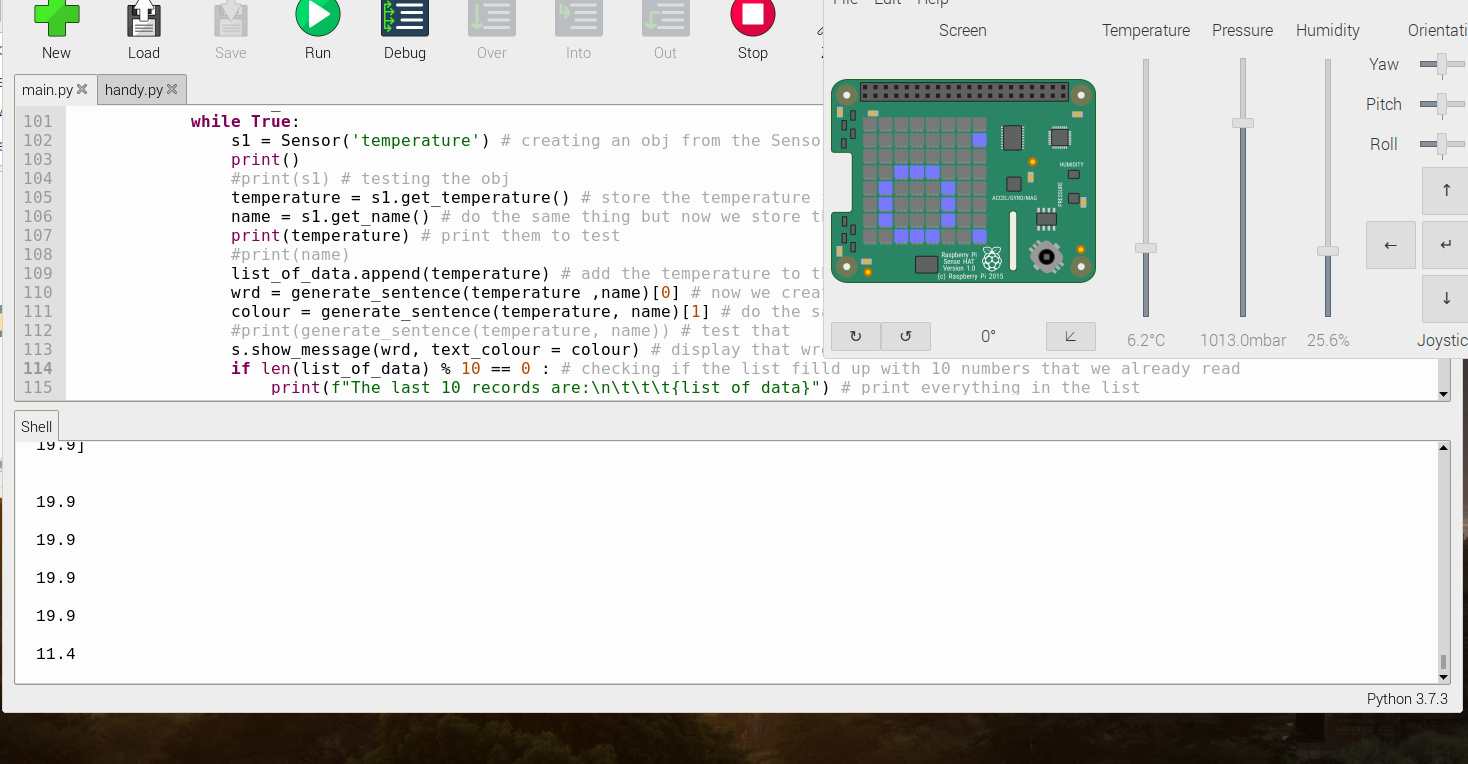 File Edit Help
New Load Save Run Debug Over Into Out Stop
Screen Temperature Pressure Humidity Orientati
Yaw
Pitch
Roll
main.py handy.py
101 while True:
102 s1 = Sensor('temperature') # creating an obj from the Senso
103 print()
104 #print(s1) # testing the obj
105 temperature = s1.get_temperature() # store the temperature
106 name = s1.get_name() # do the same thing but now we store th
107 print(temperature) # print them to test
108 #print(name)
109 list_of_data.append(temperature) # add the temperature to th
110 wrd = generate_sentence(temperature ,name)[0] # now we crea
111 colour = generate_sentence(temperature, name)[1] # do the sa
112 #print(generate_sentence(temperature, name)) # test that
113 s.show_message(wrd, text_colour = colour) # display that wrd
114 if len(list_of_data) % 10 == 0 : # checking if the list filld up with 10 numbers that we already read
115 print(f"The last 10 records are:\n\t\t\t{list of data}") # print everything in the list
HUMIDITY
PRESSURE
ACCEL/GYRO/MAG
Raspberry Pi
Sense HAT
Version 1.0
(c) Raspberry Pi 2015
↻ ↺ 0°
6.2°C 1013.0mbar 25.6%
↑
← ↵
↓
Joystic
Shell
19.9]
19.9
19.9
19.9
19.9
11.4
Python 3.7.3